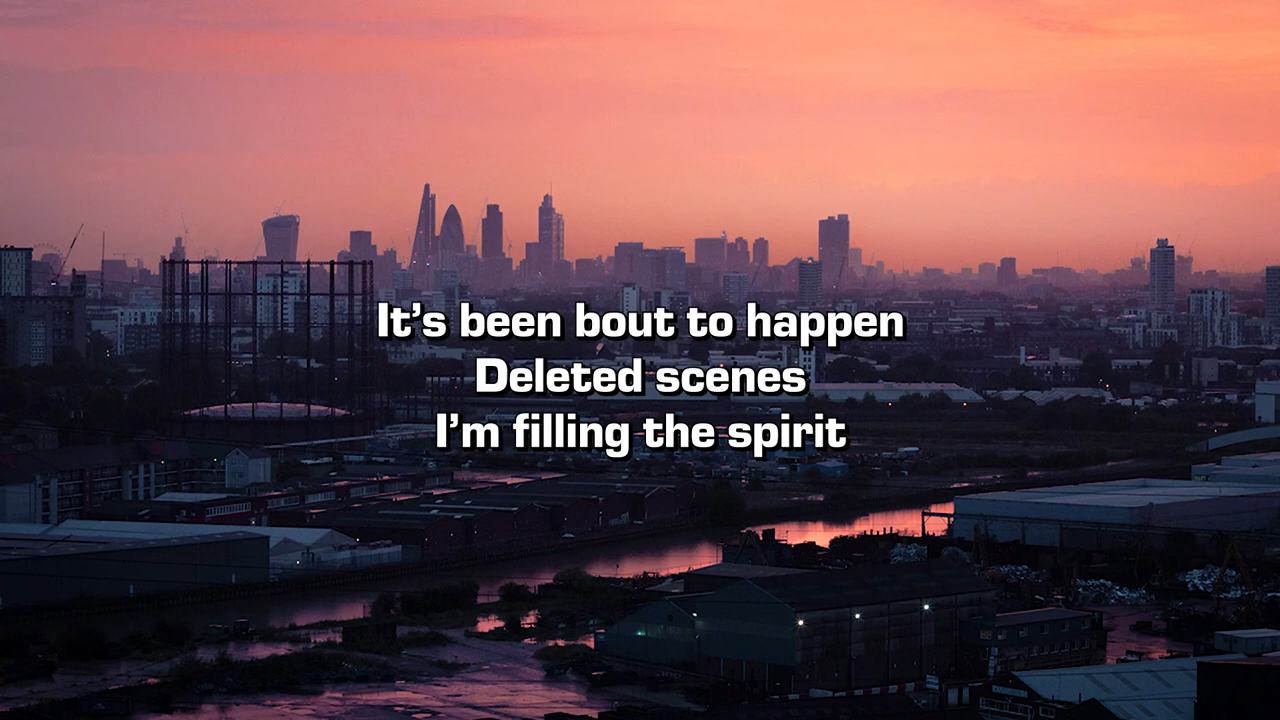 It’s been bout to happen
Deleted scenes
I’m filling the spirit